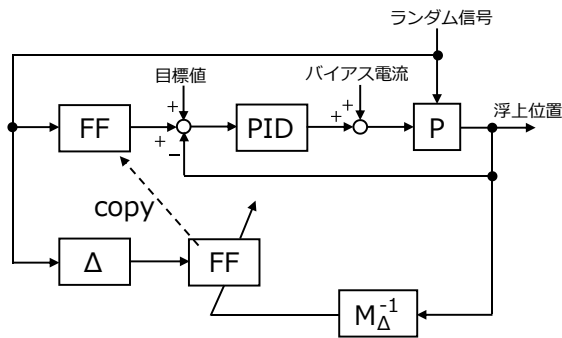 ランダム信号
目標値
バイアス電流
浮上位置
+
+
−
+
+
FF
PID
P
copy
Δ
FF
M_Δ^{-1}